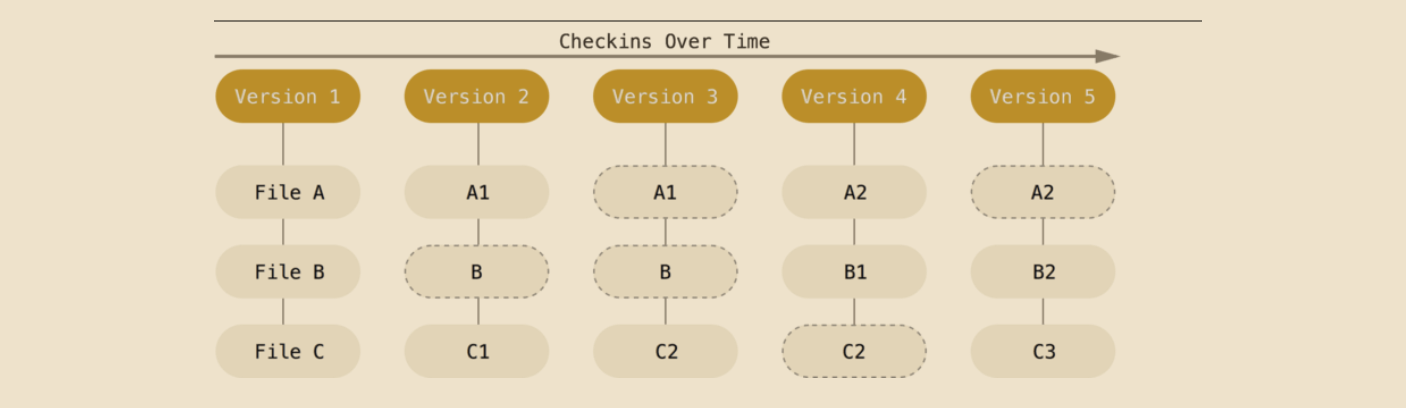 Checkins Over Time
Version 1 Version 2 Version 3 Version 4 Version 5
File A A1 A1 A2 A2
File B B B B1 B2
File C C1 C2 C2 C3